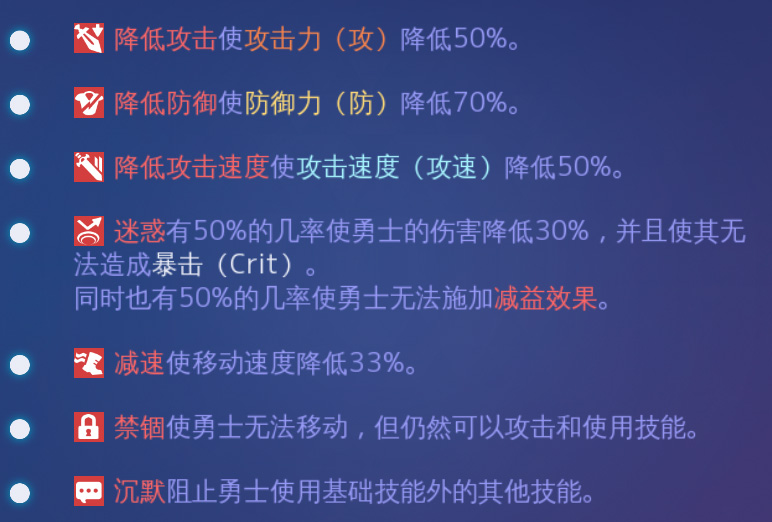 降低攻击使攻击力（攻）降低50%。
降低防御使防御力（防）降低70%。
降低攻击速度使攻击速度（攻速）降低50%。
迷惑有50%的几率使勇士的伤害降低30%，并且使其无
法造成暴击（Crit）。
同时也有50%的几率使勇士无法施加减益效果。
减速使移动速度降低33%。
禁锢使勇士无法移动，但仍然可以攻击和使用技能。
沉默阻止勇士使用基础技能外的其他技能。